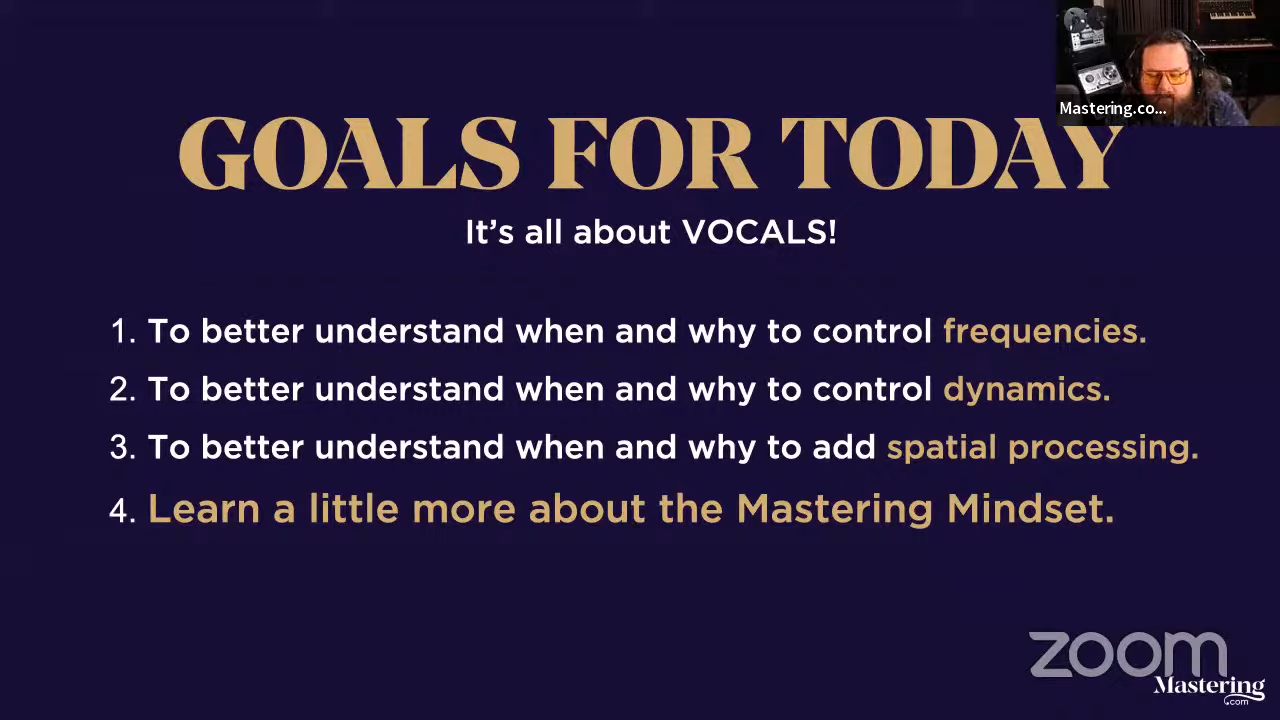 Mastering.co...
GOALS FOR TODAY
It's all about VOCALS!
1. To better understand when and why to control frequencies.
2. To better understand when and why to control dynamics.
3. To better understand when and why to add spatial processing.
4. Learn a little more about the Mastering Mindset.
zoom
Mastering
.com